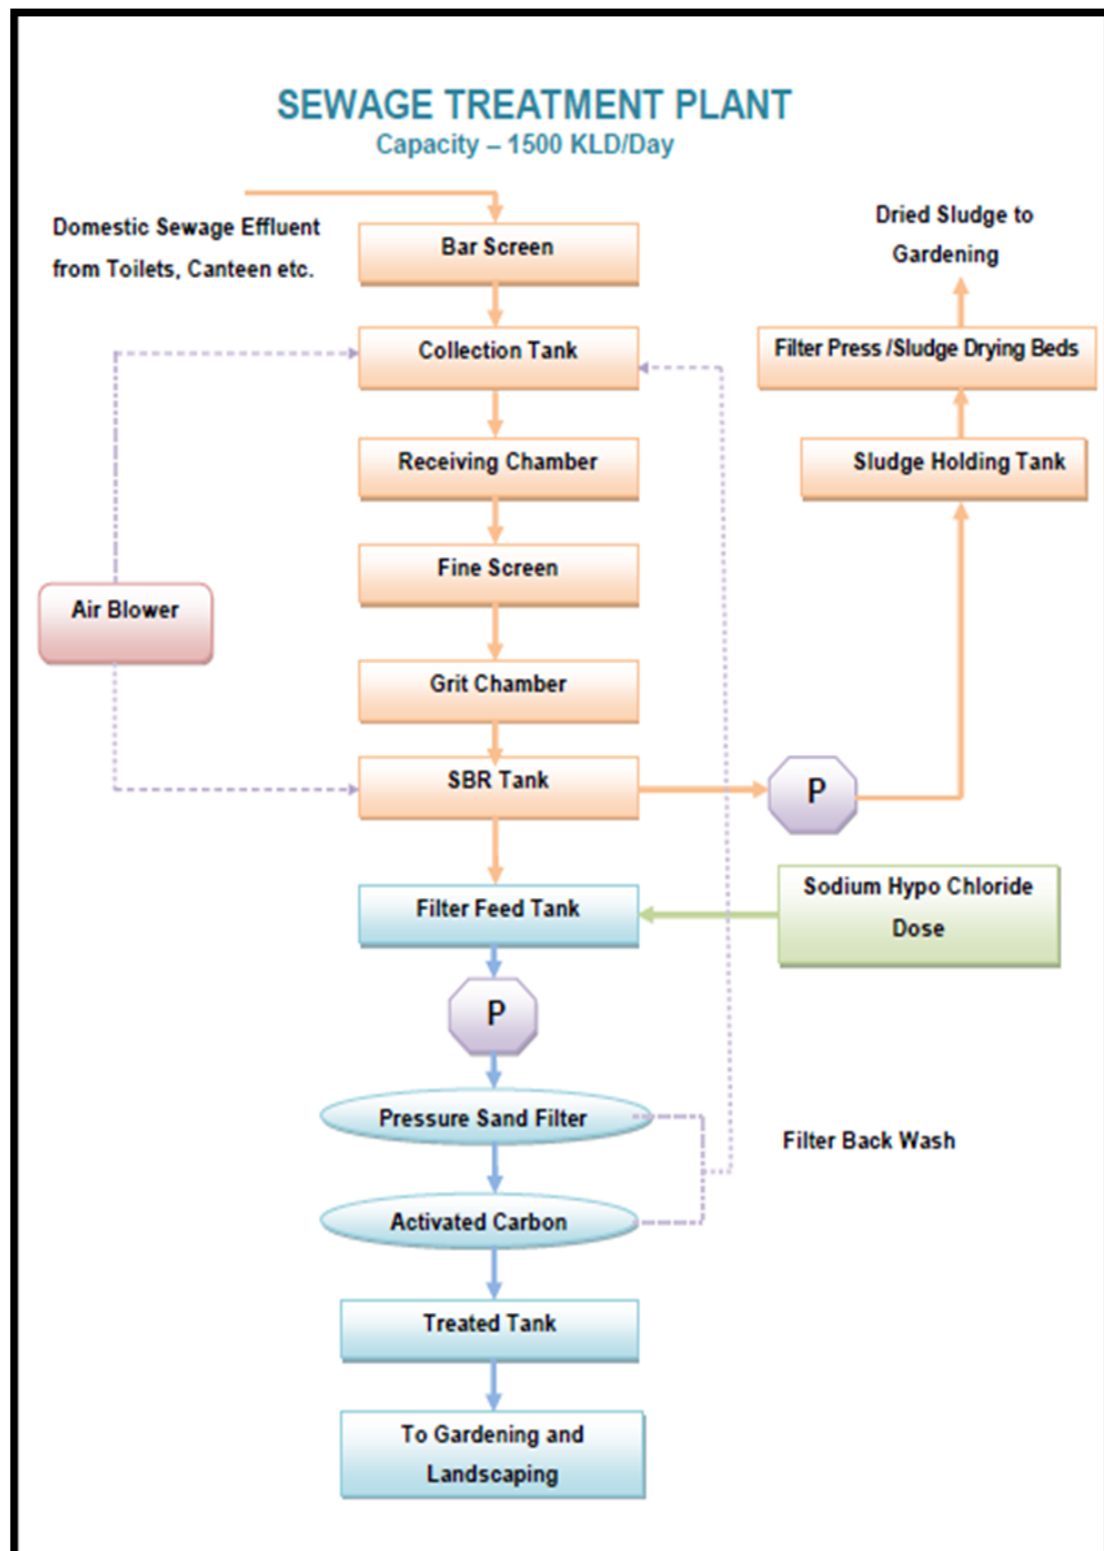 SEWAGE TREATMENT PLANT
Capacity – 1500 KLD/Day
Domestic Sewage Effluent
from Toilets, Canteen etc.
Bar Screen
Collection Tank
Receiving Chamber
Fine Screen
Air Blower
Grit Chamber
SBR Tank
P
Dried Sludge to
Gardening
Filter Press /Sludge Drying Beds
Sludge Holding Tank
Filter Feed Tank
Sodium Hypo Chloride
Dose
P
Pressure Sand Filter
Filter Back Wash
Activated Carbon
Treated Tank
To Gardening and
Landscaping